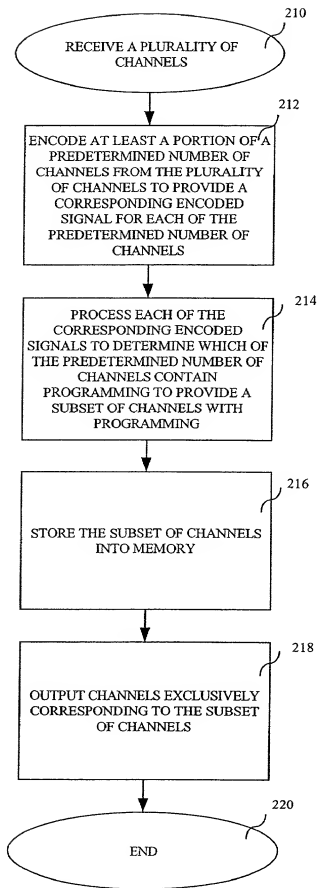 210
RECEIVE A PLURALITY OF
CHANNELS
212
ENCODE AT LEAST A PORTION OF A
PREDETERMINED NUMBER OF
CHANNELS FROM THE PLURALITY
OF CHANNELS TO PROVIDE A
CORRESPONDING ENCODED
SIGNAL FOR EACH OF THE
PREDETERMINED NUMBER OF
CHANNELS
214
PROCESS EACH OF THE
CORRESPONDING ENCODED
SIGNALS TO DETERMINE WHICH OF
THE PREDETERMINED NUMBER OF
CHANNELS CONTAIN
PROGRAMMING TO PROVIDE A
SUBSET OF CHANNELS WITH
PROGRAMMING
216
STORE THE SUBSET OF CHANNELS
INTO MEMORY
218
OUTPUT CHANNELS EXCLUSIVELY
CORRESPONDING TO THE SUBSET
OF CHANNELS
220
END